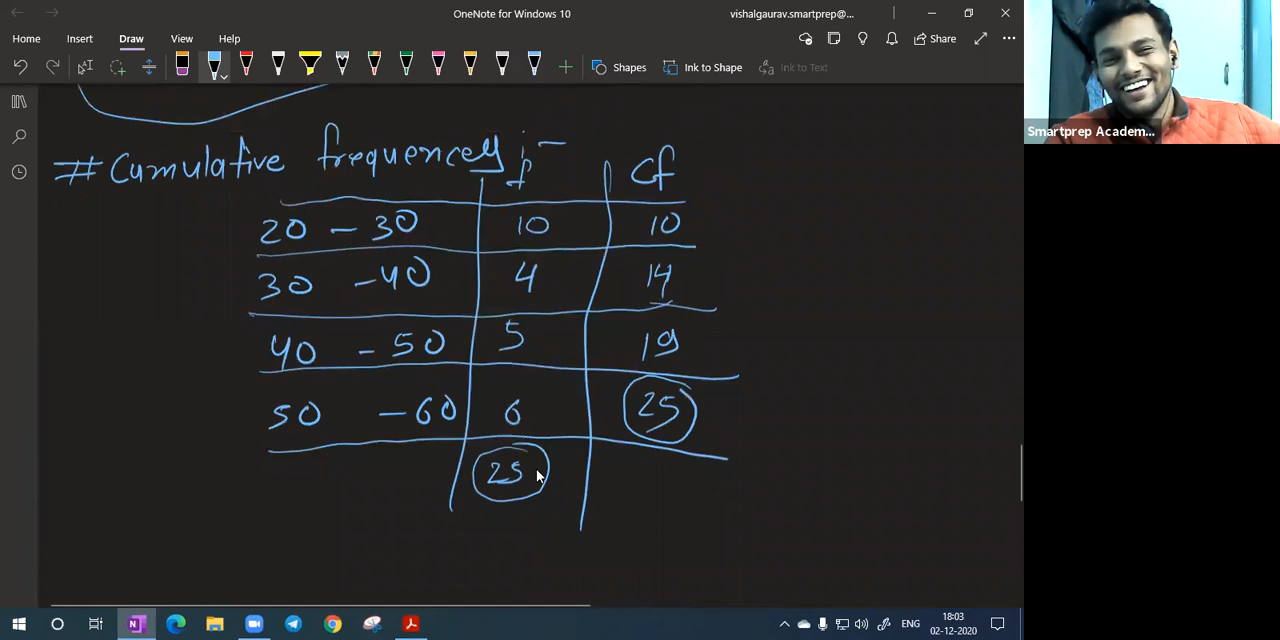 OneNote for Windows 10
vishalgaurav.smartprep@...
Home Insert Draw View Help
Share
Shapes Ink to Shape Ink to Text
Smartprep Academ...
# Cumulative frequencey :-
f cf
20 - 30 10 10
30 - 40 4 14
40 - 50 5 19
50 - 60 6 25
25
ENG
18:03
02-12-2020